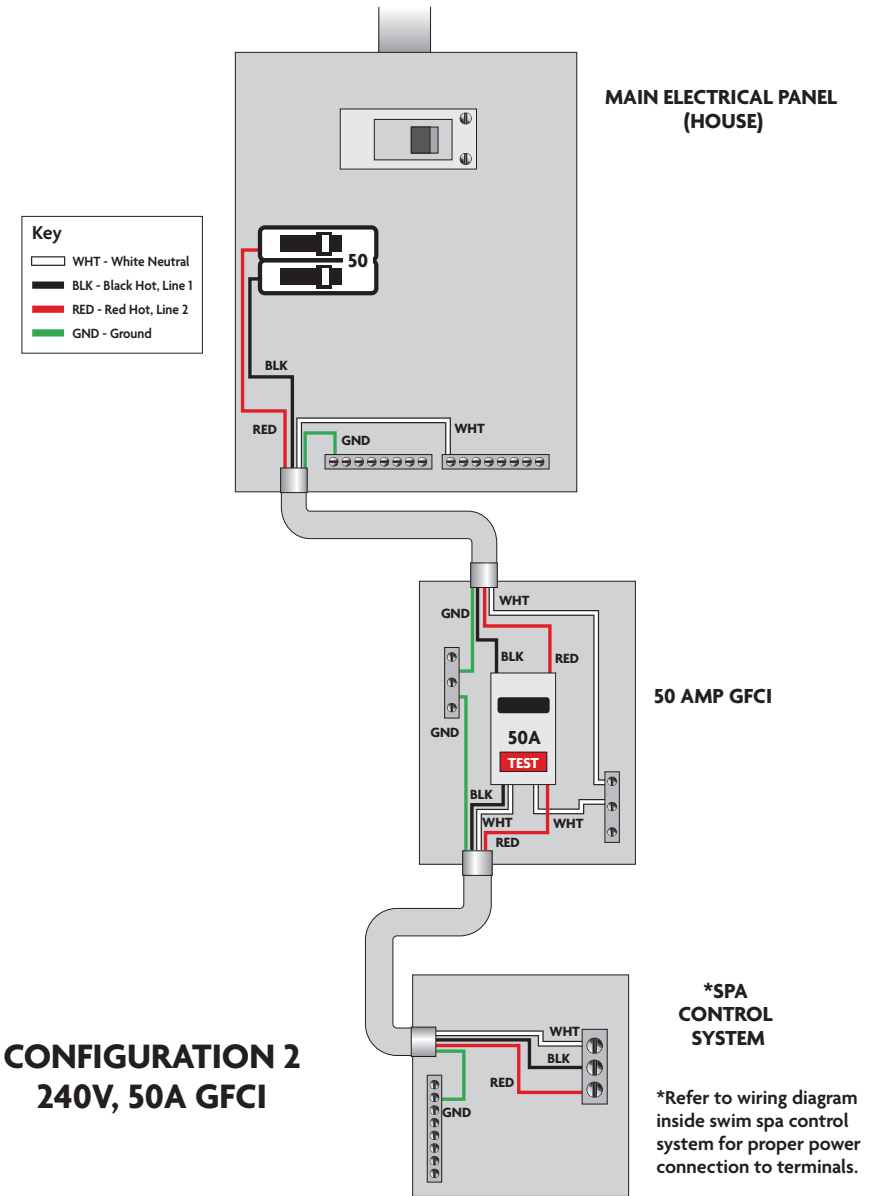 MAIN ELECTRICAL PANEL
(HOUSE)
Key
WHT - White Neutral
BLK - Black Hot, Line 1
RED - Red Hot, Line 2
GND - Ground
50
BLK
RED
GND
WHT
WHT
GND
BLK
RED
50 AMP GFCI
GND
50A
TEST
BLK
WHT
WHT
RED
*SPA
CONTROL
SYSTEM
WHT
BLK
RED
GND
CONFIGURATION 2
240V, 50A GFCI
*Refer to wiring diagram
inside swim spa control
system for proper power
connection to terminals.